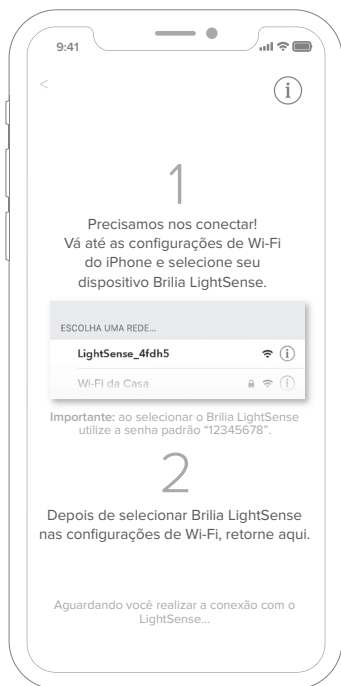 9:41
<
i
1
Precisamos nos conectar!
Vá até as configurações de Wi-Fi
do iPhone e selecione seu
dispositivo Brilia LightSense.
ESCOLHA UMA REDE...
LightSense_4fdh5 i
Wi-Fi da Casa i
Importante: ao selecionar o Brilia LightSense
utilize a senha padrão "12345678".
2
Depois de selecionar Brilia LightSense
nas configurações de Wi-Fi, retorne aqui.
Aguardando você realizar a conexão com o
LightSense...